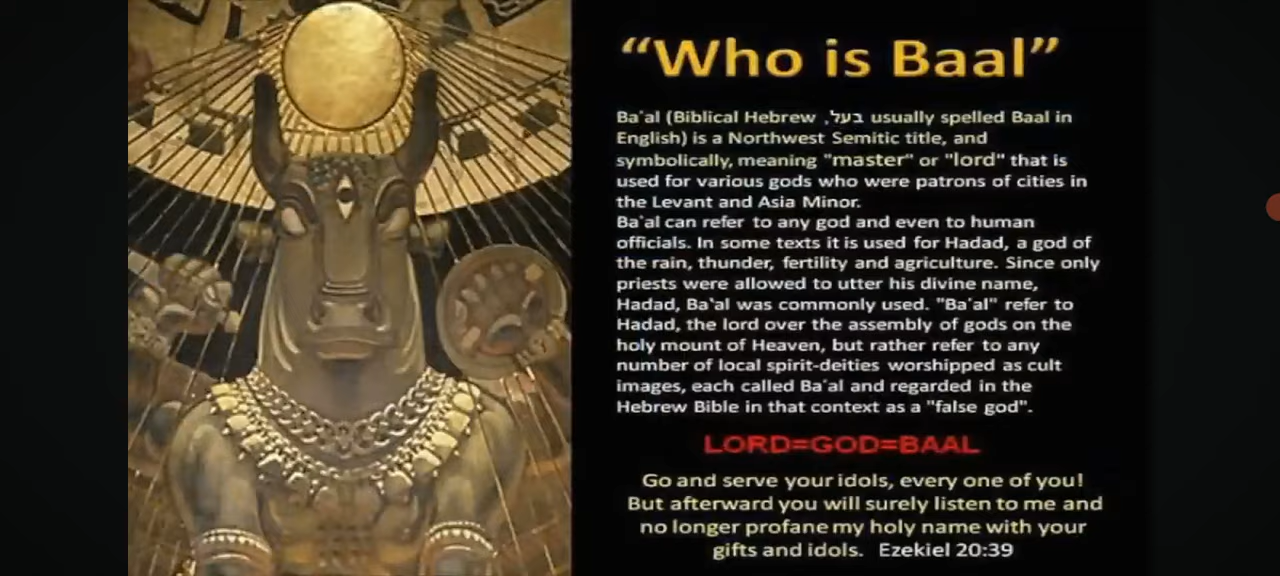 “Who is Baal”
Ba'al (Biblical Hebrew בעל, usually spelled Baal in
English) is a Northwest Semitic title, and
symbolically, meaning "master" or "lord" that is
used for various gods who were patrons of cities in
the Levant and Asia Minor.
Ba'al can refer to any god and even to human
officials. In some texts it is used for Hadad, a god of
the rain, thunder, fertility and agriculture. Since only
priests were allowed to utter his divine name,
Hadad, Ba'al was commonly used. "Ba'al" refer to
Hadad, the lord over the assembly of gods on the
holy mount of Heaven, but rather refer to any
number of local spirit-deities worshipped as cult
images, each called Ba'al and regarded in the
Hebrew Bible in that context as a "false god".
LORD=GOD=BAAL
Go and serve your idols, every one of you!
But afterward you will surely listen to me and
no longer profane my holy name with your
gifts and idols. Ezekiel 20:39